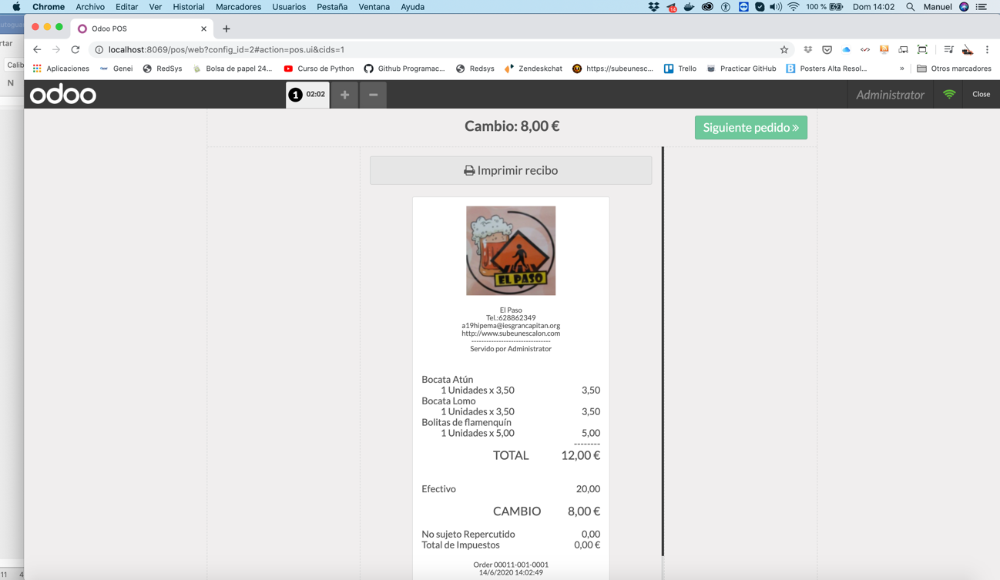 Chrome Archivo Editar Ver Historial Marcadores Usuarios Pestaña Ventana Ayuda 14 100 % Dom 14:02 Manuel
Odoo POS
localhost:8069/pos/web?config_id=2#action=pos.ui&cids=1
Aplicaciones Genei RedSys Bolsa de papel 24... Curso de Python Github Programac... Redsys Zendeskchat https://subeunesc... Trello Practicar GitHub Posters Alta Resol... » Otros marcadores
rtar
Calib
N
odoo 1 02:02 + − Administrator Close
Cambio: 8,00 € Siguiente pedido »
Imprimir recibo
EL PASO
El Paso
Tel.:628862349
a19hipema@iesgrancapitan.org
http://www.subeunescalon.com
--------------------------------
Servido por Administrator
Bocata Atún
1 Unidades x 3,50 3,50
Bocata Lomo
1 Unidades x 3,50 3,50
Bolitas de flamenquín
1 Unidades x 5,00 5,00
--------
TOTAL 12,00 €
Efectivo 20,00
CAMBIO 8,00 €
No sujeto Repercutido 0,00
Total de Impuestos 0,00 €
Order 00011-001-0001
14/6/2020 14:02:49
11 4